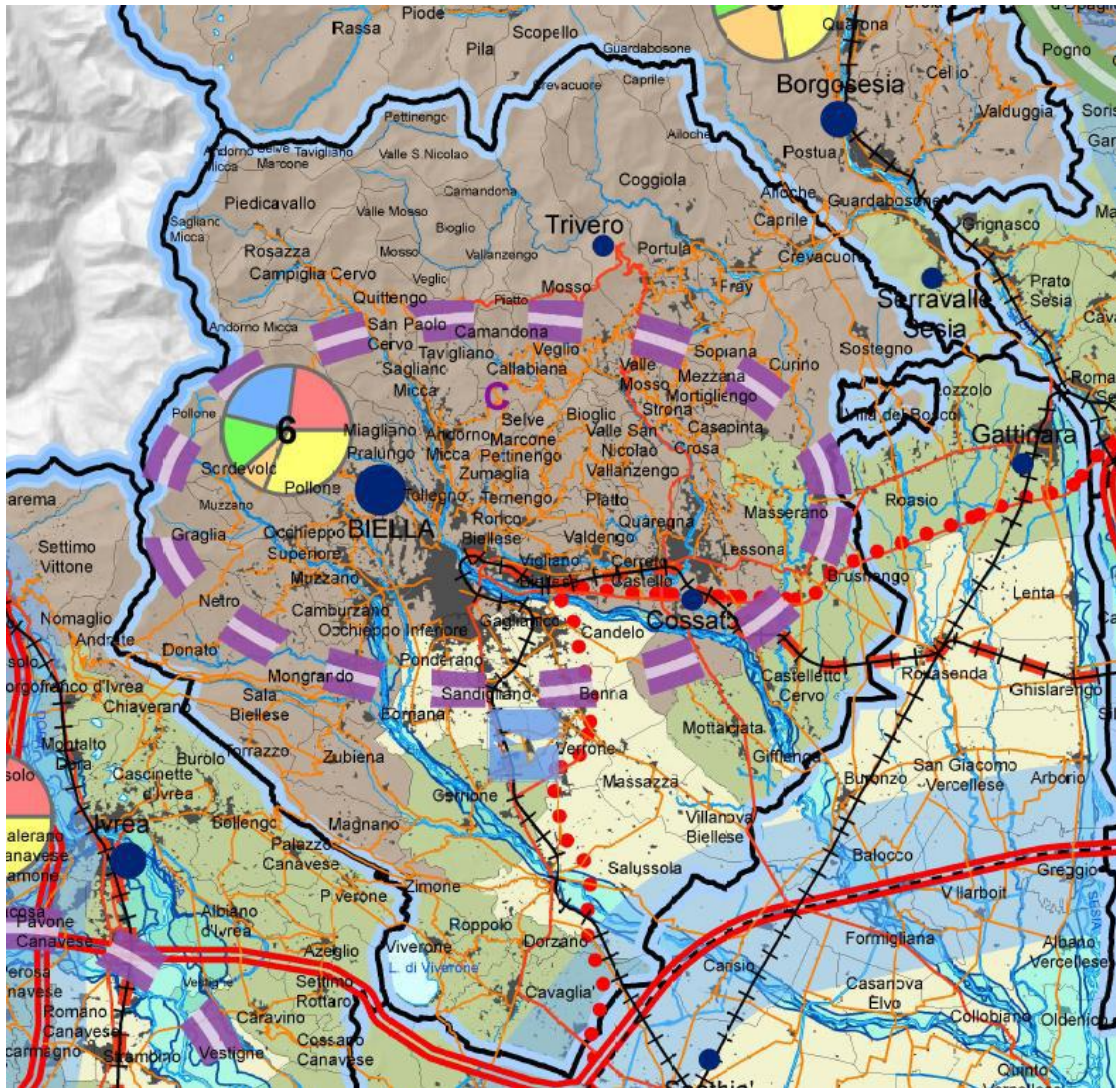 Rassa
Piode
Scopello
Pila
Guardabosone
Crevacuore
Caprile
Quarona
Cellio
Pogno
Borgosesia
Valduggia
Pettinengo
Ailoche
Postua
Tavigliano
Marcone
Valle S.Nicolao
Camandona
Coggiola
Piedicavallo
Valle Mosso
Bioglio
Ailoche
Guardabosone
Caprile
Grignasco
Sagliano
Micca
Rosazza
Mosso
Vallanzengo
Trivero
Portula
Crevacuore
Campiglia Cervo
Veglio
Mosso
Pray
Prato
Sesia
Quittengo
Piatto
Serravalle
Sesia
Andorno Micca
San Paolo
Cervo
Camandona
Tavigliano
Veglio
Callabiana
Sostegno
Sagliano
Micca
Valle
Mosso
Soprana
Mezzana
Mortigliengo
Curino
Lozzolo
Villa del Bosco
Pollone
C
Strona
6
Miagliano
Andorno
Micca
Selve
Marcone
Bioglio
Valle San
Nicolao
Casapinta
Crosa
Gattinara
Pralungo
Pettinengo
Zumaglia
Vallanzengo
Sordevolo
Pollone
Tollegno
Ternengo
Piatto
Masserano
Roasio
Muzzano
BIELLA
Ronco
Biellese
Quaregna
Graglia
Occhieppo
Superiore
Valdengo
Lessona
Settimo
Vittone
Muzzano
Vigliano
Biellese
Cerreto
Castello
Brusnengo
Netro
Camburzano
Occhieppo Inferiore
Gaglianico
Candelo
Cossato
Lenta
Nomaglio
Andrate
Donato
Ponderano
Mongrando
Sandigliano
Benna
Castelletto
Cervo
Rovasenda
Ghislarengo
Borgofranco d'Ivrea
Chiaverano
Sala
Biellese
Borriana
Mottalciata
Montalto
Dora
Burolo
Torrazzo
Zubiena
Verrone
Gifflenga
Cascinette
d'Ivrea
Cerrione
Massazza
Buronzo
San Giacomo
Vercellese
Arborio
Ivrea
Bollengo
Magnano
Villanova
Biellese
Palazzo
Canavese
Balocco
Greggio
Piverone
Zimone
Salussola
Villarboit
SESIA
Albiano
d'Ivrea
Roppolo
Pavone
Canavese
Azeglio
Viverone
L. di Viverone
Dorzano
Formigliana
Albano
Vercellese
Carisio
Vestigne'
Settimo
Rottaro
Cavaglia'
Casanova
Elvo
Romano
Canavese
Caravino
Collobiano
Oldenico
Strambino
Vestigne
Cossano
Canavese
Quinto